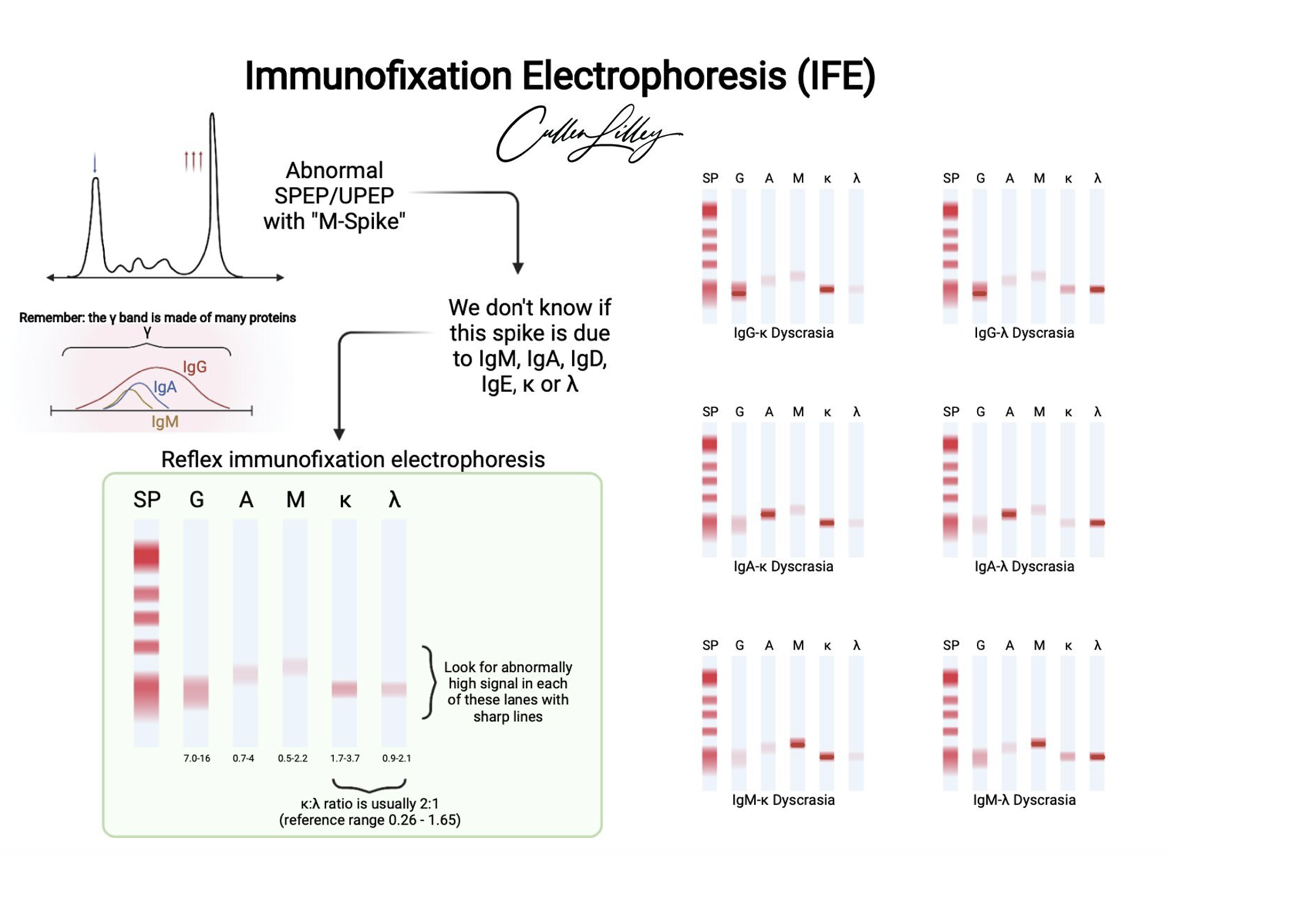 Immunofixation Electrophoresis (IFE)
Cullen Lilley
Abnormal
SPEP/UPEP
with "M-Spike"
We don't know if
this spike is due
to IgM, IgA, IgD,
IgE, κ or λ
Remember: the γ band is made of many proteins
γ
IgG
IgA
IgM
Reflex immunofixation electrophoresis
SP G A M κ λ
Look for abnormally
high signal in each
of these lanes with
sharp lines
7.0-16 0.7-4 0.5-2.2 1.7-3.7 0.9-2.1
κ:λ ratio is usually 2:1
(reference range 0.26 - 1.65)
SP G A M κ λ
IgG-κ Dyscrasia
SP G A M κ λ
IgG-λ Dyscrasia
SP G A M κ λ
IgA-κ Dyscrasia
SP G A M κ λ
IgA-λ Dyscrasia
SP G A M κ λ
IgM-κ Dyscrasia
SP G A M κ λ
IgM-λ Dyscrasia